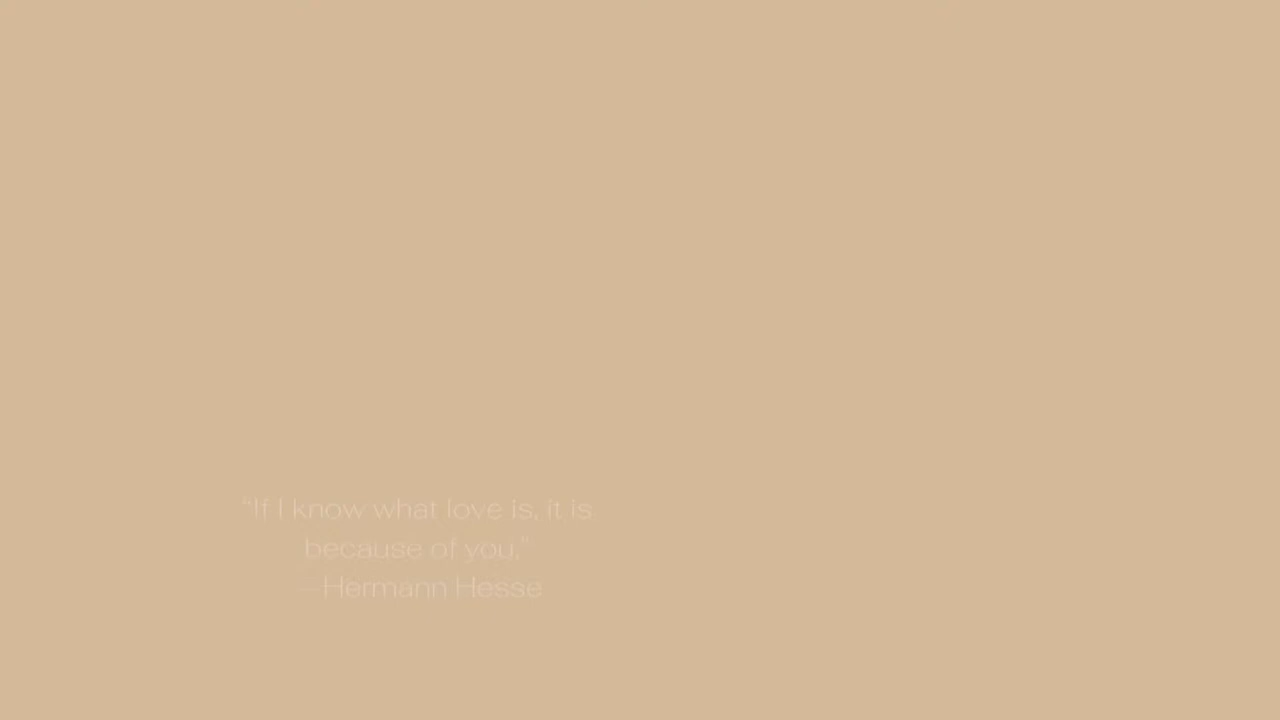 “If I know what love is, it is
because of you.”
—Hermann Hesse